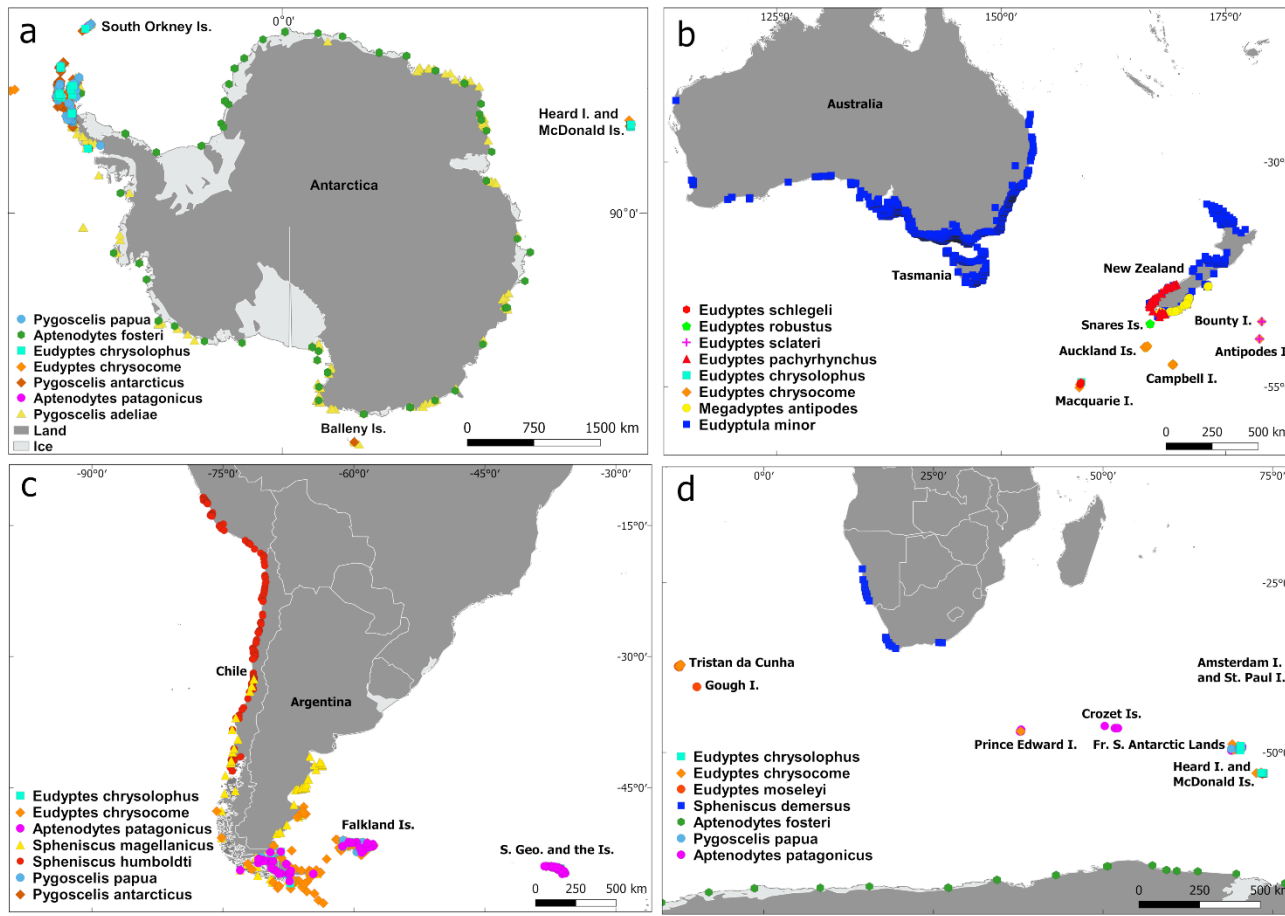 a
0°0'
South Orkney Is.
Heard I. and
McDonald Is.
Antarctica
90°0'
Pygoscelis papua
Aptenodytes fosteri
Eudyptes chrysolophus
Eudyptes chrysocome
Pygoscelis antarcticus
Aptenodytes patagonicus
Pygoscelis adeliae
Land
Ice
Balleny Is.
0 750 1500 km
b
125°0' 150°0' 175°0'
Australia
-30°0'
Tasmania
New Zealand
Snares Is.
Bounty I.
Auckland Is.
Antipodes I
Campbell I.
-55°0'
Macquarie I.
Eudyptes schlegeli
Eudyptes robustus
Eudyptes sclateri
Eudyptes pachyrhynchus
Eudyptes chrysolophus
Eudyptes chrysocome
Megadyptes antipodes
Eudyptula minor
0 250 500 km
c
-90°0' -75°0' -60°0' -45°0'
-15°0'
-30°0'
Chile
Argentina
-45°0'
Eudyptes chrysolophus
Eudyptes chrysocome
Aptenodytes patagonicus
Spheniscus magellanicus
Spheniscus humboldti
Pygoscelis papua
Pygoscelis antarcticus
Falkland Is.
S. Geo. and the Is.
0 250 500 km
d
0°0' 25°0' 50°0' 75°0'
-25°0'
Tristan da Cunha
Gough I.
Amsterdam I.
and St. Paul I.
Crozet Is.
Prince Edward I.
Fr. S. Antarctic Lands
-50°0'
Heard I. and
McDonald Is.
Eudyptes chrysolophus
Eudyptes chrysocome
Eudyptes moseleyi
Spheniscus demersus
Aptenodytes fosteri
Pygoscelis papua
Aptenodytes patagonicus
0 250 500 km